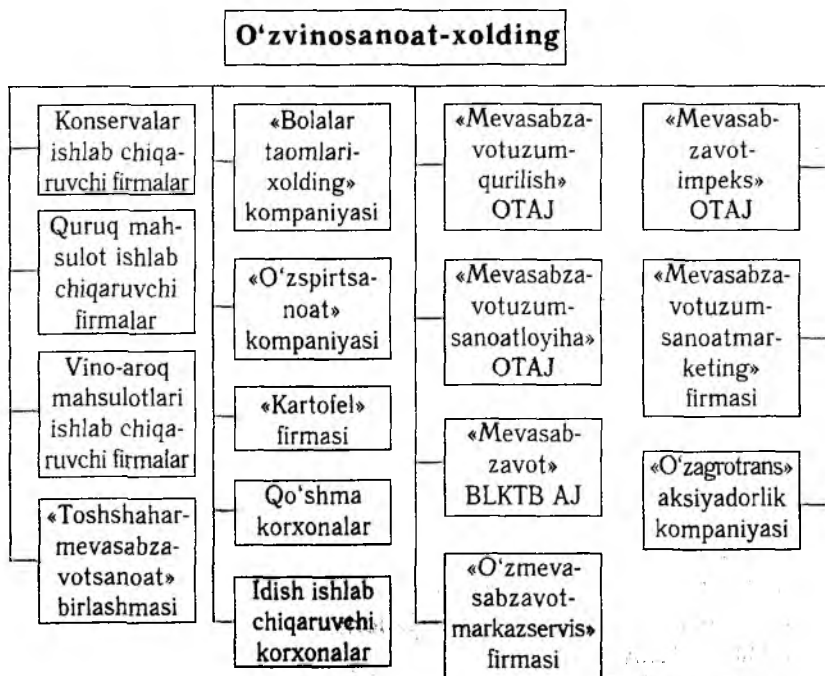 O‘zvinosanoat-xolding
Konservalar
ishlab chiqa-
ruvchi firmalar
Quruq mah-
sulot ishlab
chiqaruvchi
firmalar
Vino-aroq
mahsulotlari
ishlab chiqa-
ruvchi firmalar
«Toshshahar-
mevasabza-
votsanoat»
birlashmasi
«Bolalar
taomlari-
xolding»
kompaniyasi
«O‘zspirtsa-
noat»
kompaniyasi
«Kartofel»
firmasi
Qo‘shma
korxonalar
Idish ishlab
chiqaruvchi
korxonalar
«Mevasabza-
votuzum-
qurilish»
OTAJ
«Mevasabza-
votuzum-
sanoatloyiha»
OTAJ
«Mevasab-
zavot»
BLKTB AJ
«O‘zmeva-
sabzavot-
markazservis»
firmasi
«Mevasab-
zavot-
impeks»
OTAJ
«Mevasabza-
votuzum-
sanoatmar-
keting»
firmasi
«O‘zagrotrans»
aksiyadorlik
kompaniyasi